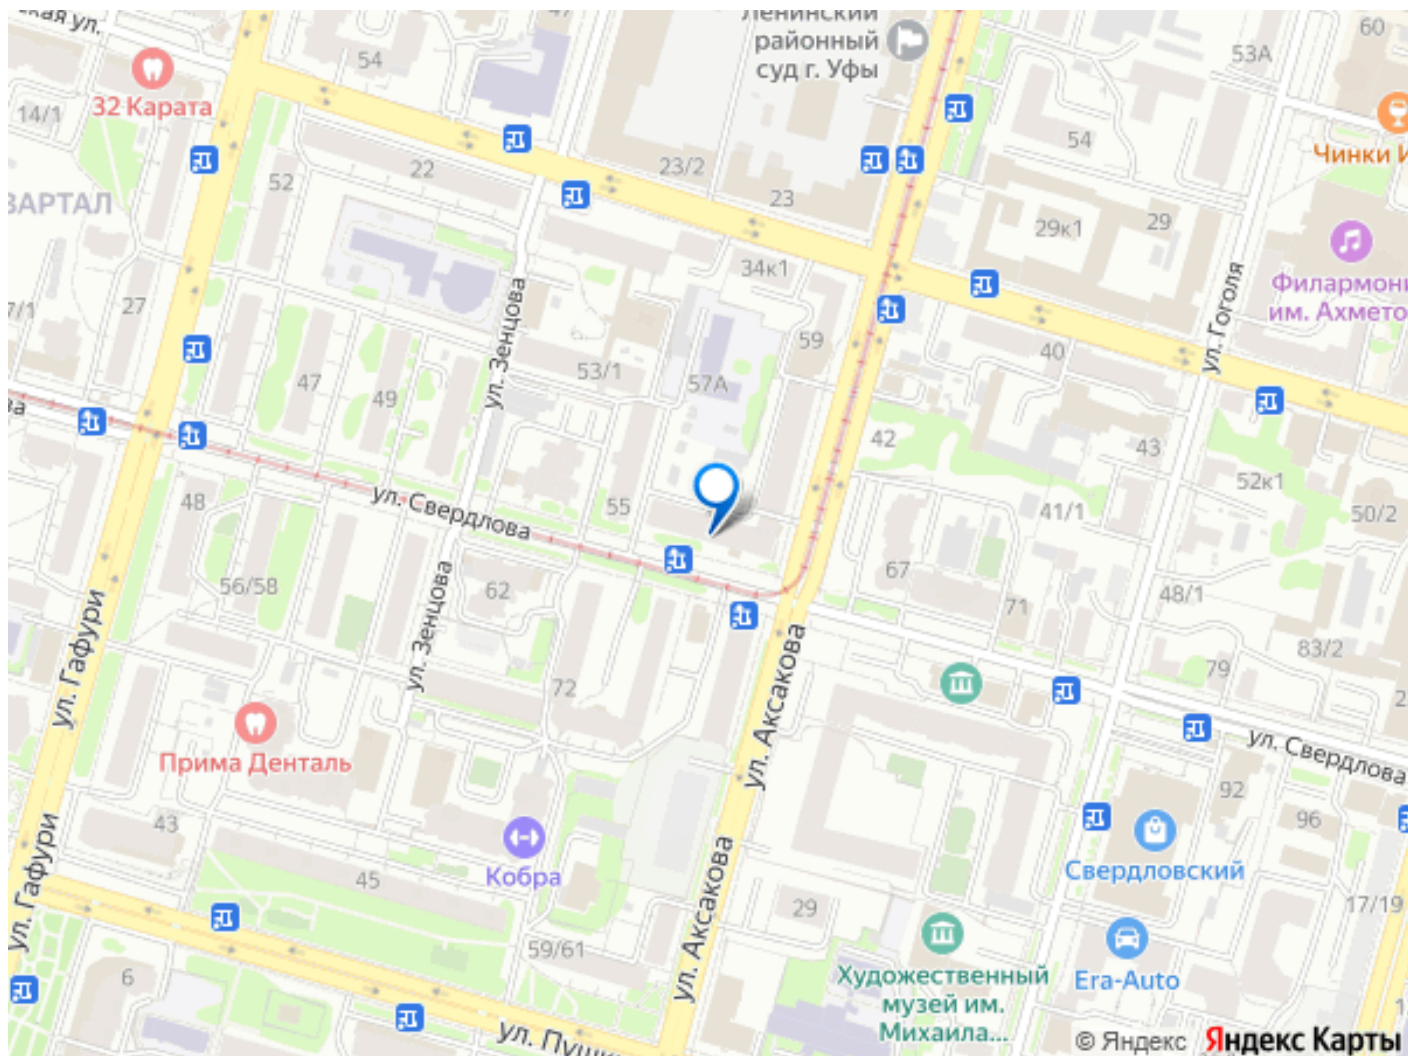 32 Карата
14/1
54
47
Ленинский
районный
суд г. Уфы
60
53А
54
Чинки
22
52
23/2
23
29к1
29
34к1
27
Филармони
им. Ахмето
ул. Гоголя
ул. Зенцова
59
40
53/1
57А
47
49
42
43
52к1
50/2
41/1
48
ул. Свердлова
55
56/58
62
67
71
48/1
83/2
79
ул. Гафури
ул. Зенцова
72
ул. Аксакова
Прима Денталь
ул. Свердлова
92
96
43
Кобра
45
Свердловский
ул. Гафури
ул. Аксакова
29
17/19
59/61
6
Художественный
музей им.
Михаила...
Era-Auto
ул. Пушк
© Яндекс Яндекс Карты